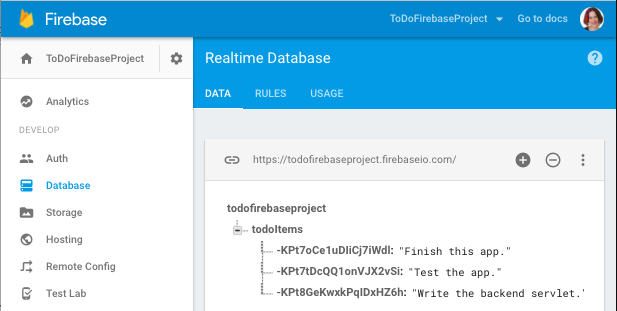 Firebase
ToDoFirebaseProject
Go to docs
ToDoFirebaseProject
Analytics
DEVELOP
Auth
Database
Storage
Hosting
Remote Config
Test Lab
Realtime Database
?
DATA RULES USAGE
https://todofirebaseproject.firebaseio.com/
todofirebaseproject
todoItems
-KPt7oCe1uDIiCj7iWdI: "Finish this app."
-KPt7tDcQQ1onVJX2vSi: "Test the app."
-KPt8GeKwxkPqIDxHZ6h: "Write the backend servlet.'